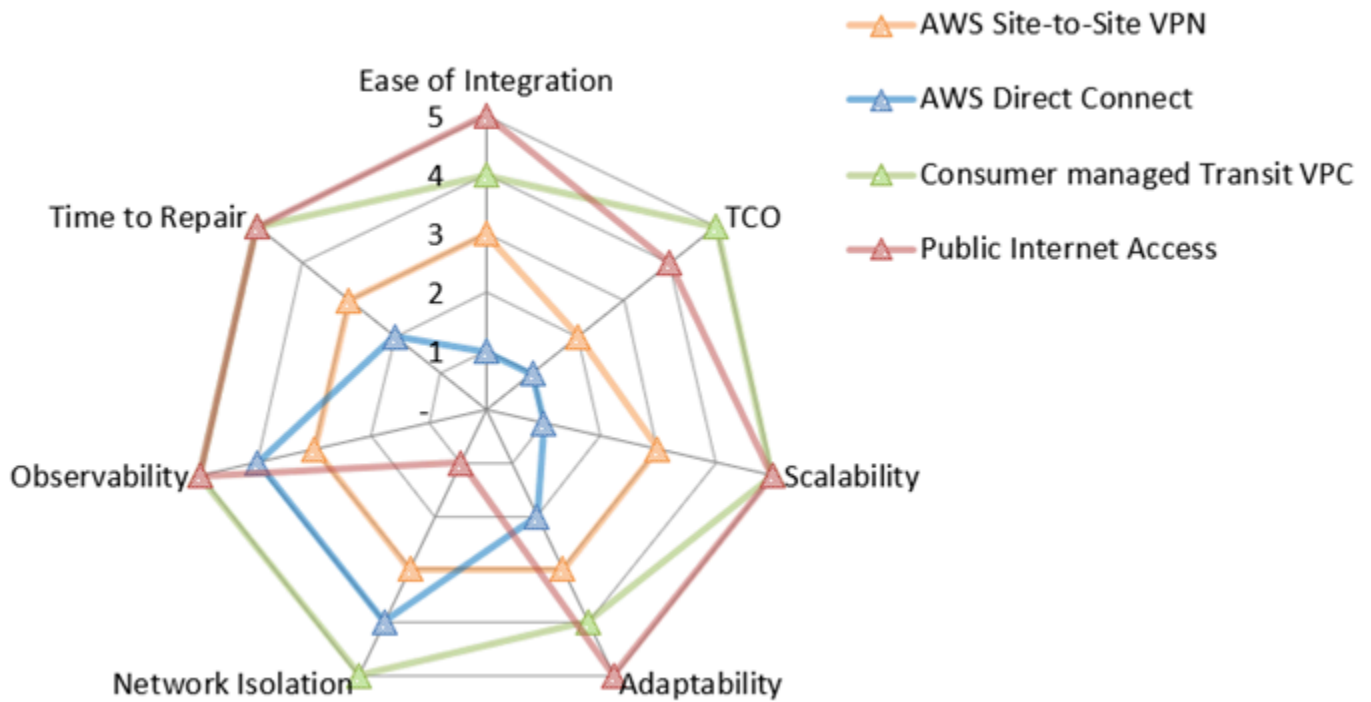 AWS Site-to-Site VPN
AWS Direct Connect
Consumer managed Transit VPC
Public Internet Access
Ease of Integration
5
4
3
2
1
-
TCO
Scalability
Adaptability
Network Isolation
Observability
Time to Repair